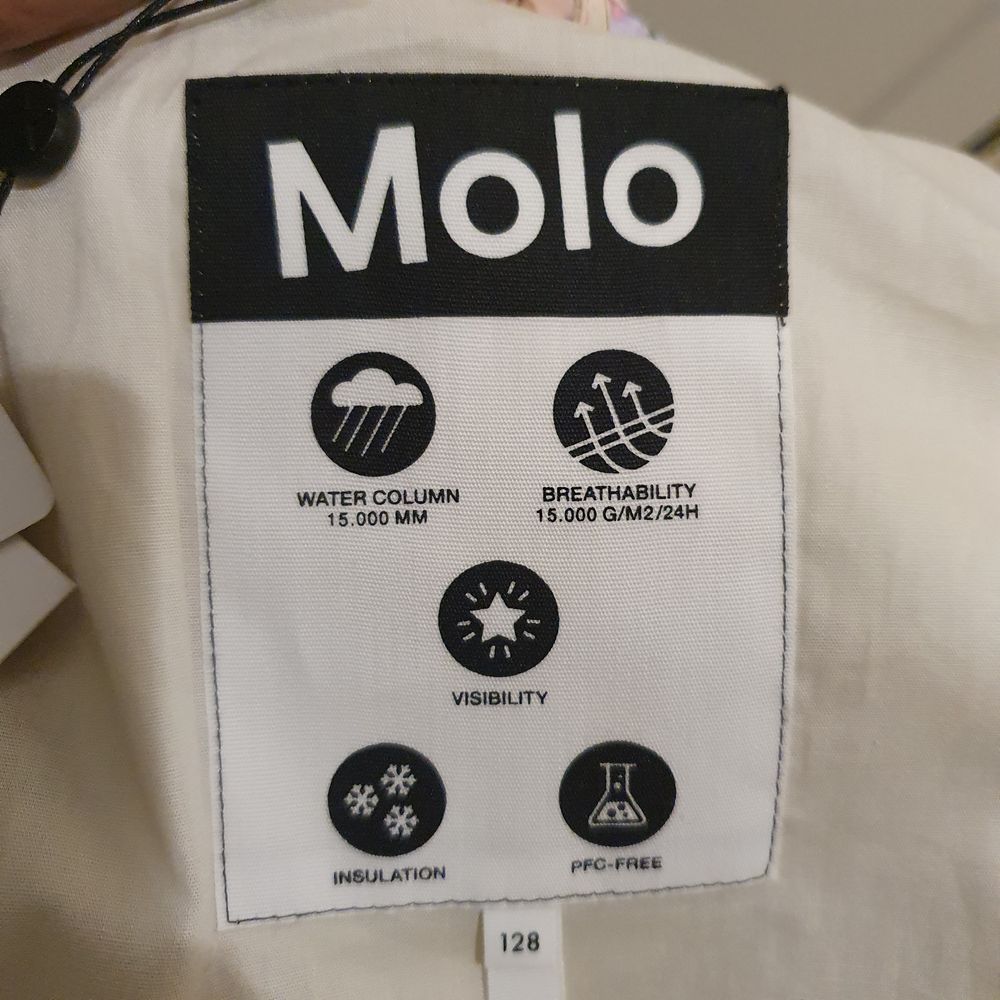 Molo
WATER COLUMN
15.000 MM
BREATHABILITY
15.000 G/M2/24H
VISIBILITY
INSULATION
PFC-FREE
128